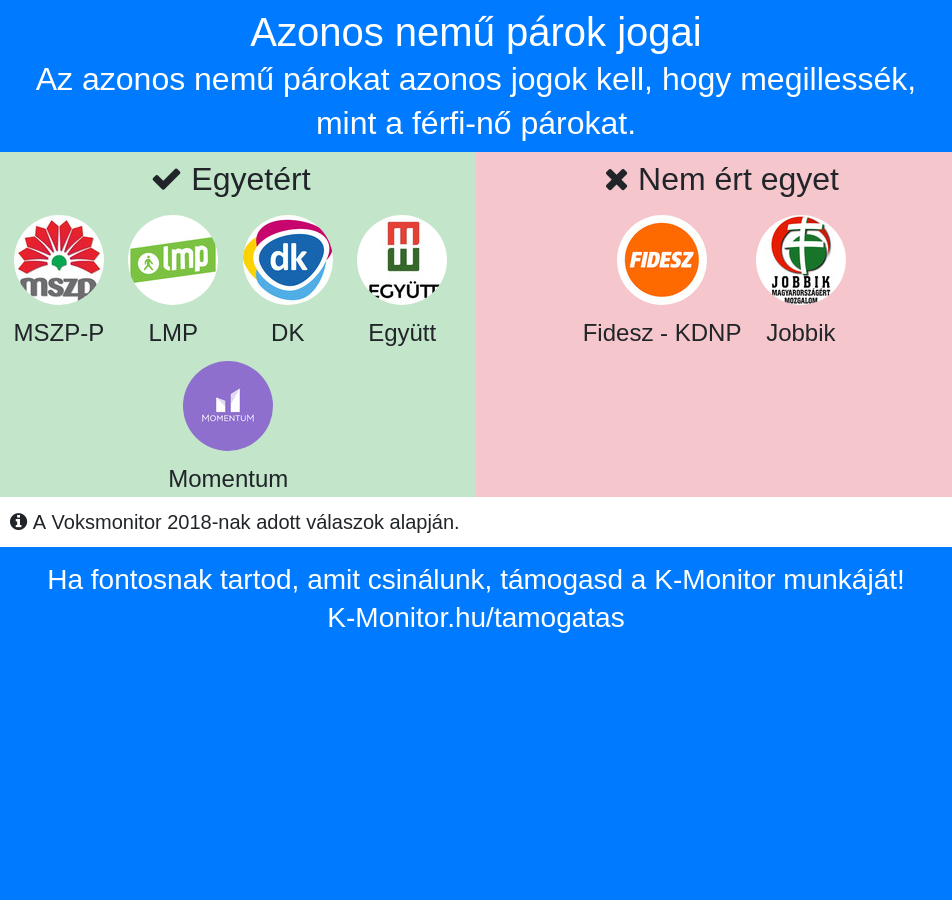 Azonos nemű párok jogai
Az azonos nemű párokat azonos jogok kell, hogy megillessék,
mint a férfi-nő párokat.
Egyetért
Nem ért egyet
mszp
lmp
dk
EGYÜTT
FIDESZ
JOBBIK
MAGYARORSZÁGÉRT
MOZGALOM
MSZP-P
LMP
DK
Együtt
Fidesz - KDNP
Jobbik
MOMENTUM
Momentum
A Voksmonitor 2018-nak adott válaszok alapján.
Ha fontosnak tartod, amit csinálunk, támogasd a K-Monitor munkáját!
K-Monitor.hu/tamogatas